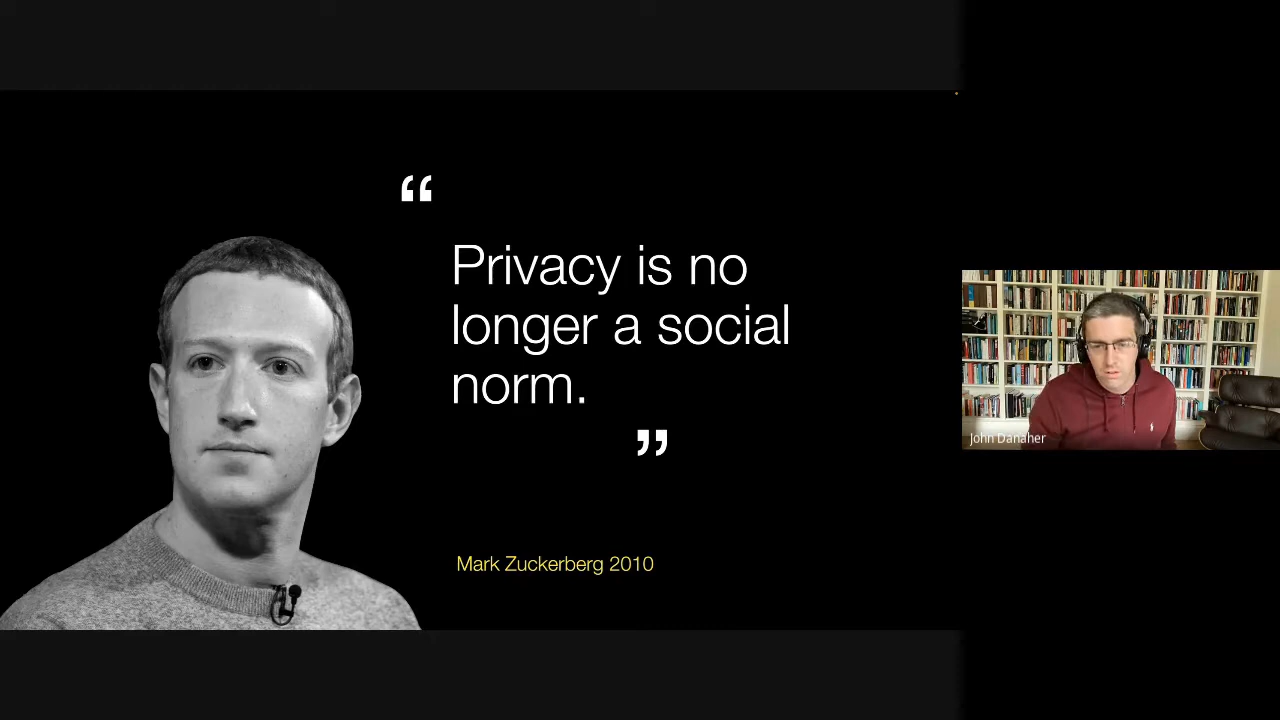 “
Privacy is no
longer a social
norm.
”
Mark Zuckerberg 2010
John Danaher